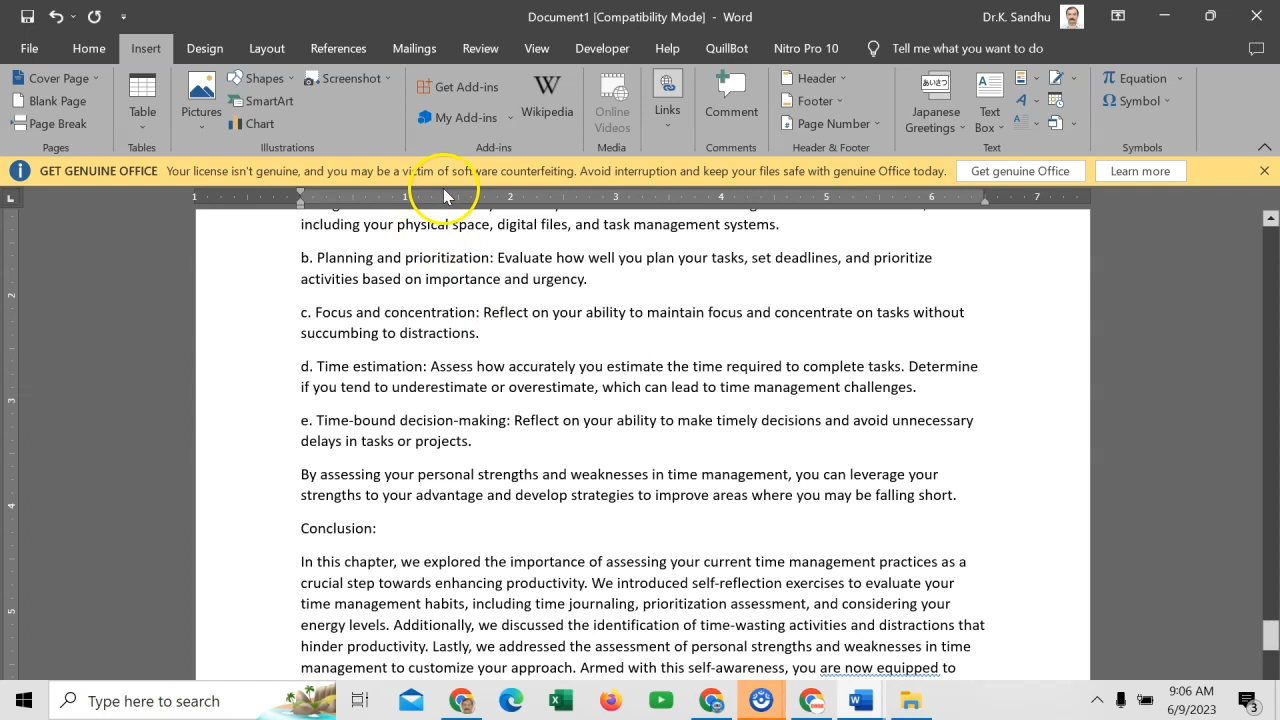 Document1 [Compatibility Mode] - Word
Dr.K. Sandhu
File Home Insert Design Layout References Mailings Review View Developer Help QuillBot Nitro Pro 10 Tell me what you want to do
Cover Page
Blank Page
Page Break
Pages
Table
Tables
Pictures
Shapes
SmartArt
Chart
Screenshot
Illustrations
Get Add-ins
My Add-ins
W
Wikipedia
Add-ins
Online
Videos
Media
Links
Comment
Comments
Header
Footer
Page Number
Header & Footer
Japanese
Greetings
Text
Box
Text
Equation
Symbol
Symbols
GET GENUINE OFFICE Your license isn't genuine, and you may be a victim of software counterfeiting. Avoid interruption and keep your files safe with genuine Office today. Get genuine Office Learn more
1 1 2 3 4 5 6 7
including your physical space, digital files, and task management systems.
b. Planning and prioritization: Evaluate how well you plan your tasks, set deadlines, and prioritize
activities based on importance and urgency.
c. Focus and concentration: Reflect on your ability to maintain focus and concentrate on tasks without
succumbing to distractions.
d. Time estimation: Assess how accurately you estimate the time required to complete tasks. Determine
if you tend to underestimate or overestimate, which can lead to time management challenges.
e. Time-bound decision-making: Reflect on your ability to make timely decisions and avoid unnecessary
delays in tasks or projects.
By assessing your personal strengths and weaknesses in time management, you can leverage your
strengths to your advantage and develop strategies to improve areas where you may be falling short.
Conclusion:
In this chapter, we explored the importance of assessing your current time management practices as a
crucial step towards enhancing productivity. We introduced self-reflection exercises to evaluate your
time management habits, including time journaling, prioritization assessment, and considering your
energy levels. Additionally, we discussed the identification of time-wasting activities and distractions that
hinder productivity. Lastly, we addressed the assessment of personal strengths and weaknesses in time
management to customize your approach. Armed with this self-awareness, you are now equipped to
2
3
4
5
Type here to search
9:06 AM
6/9/2023
3